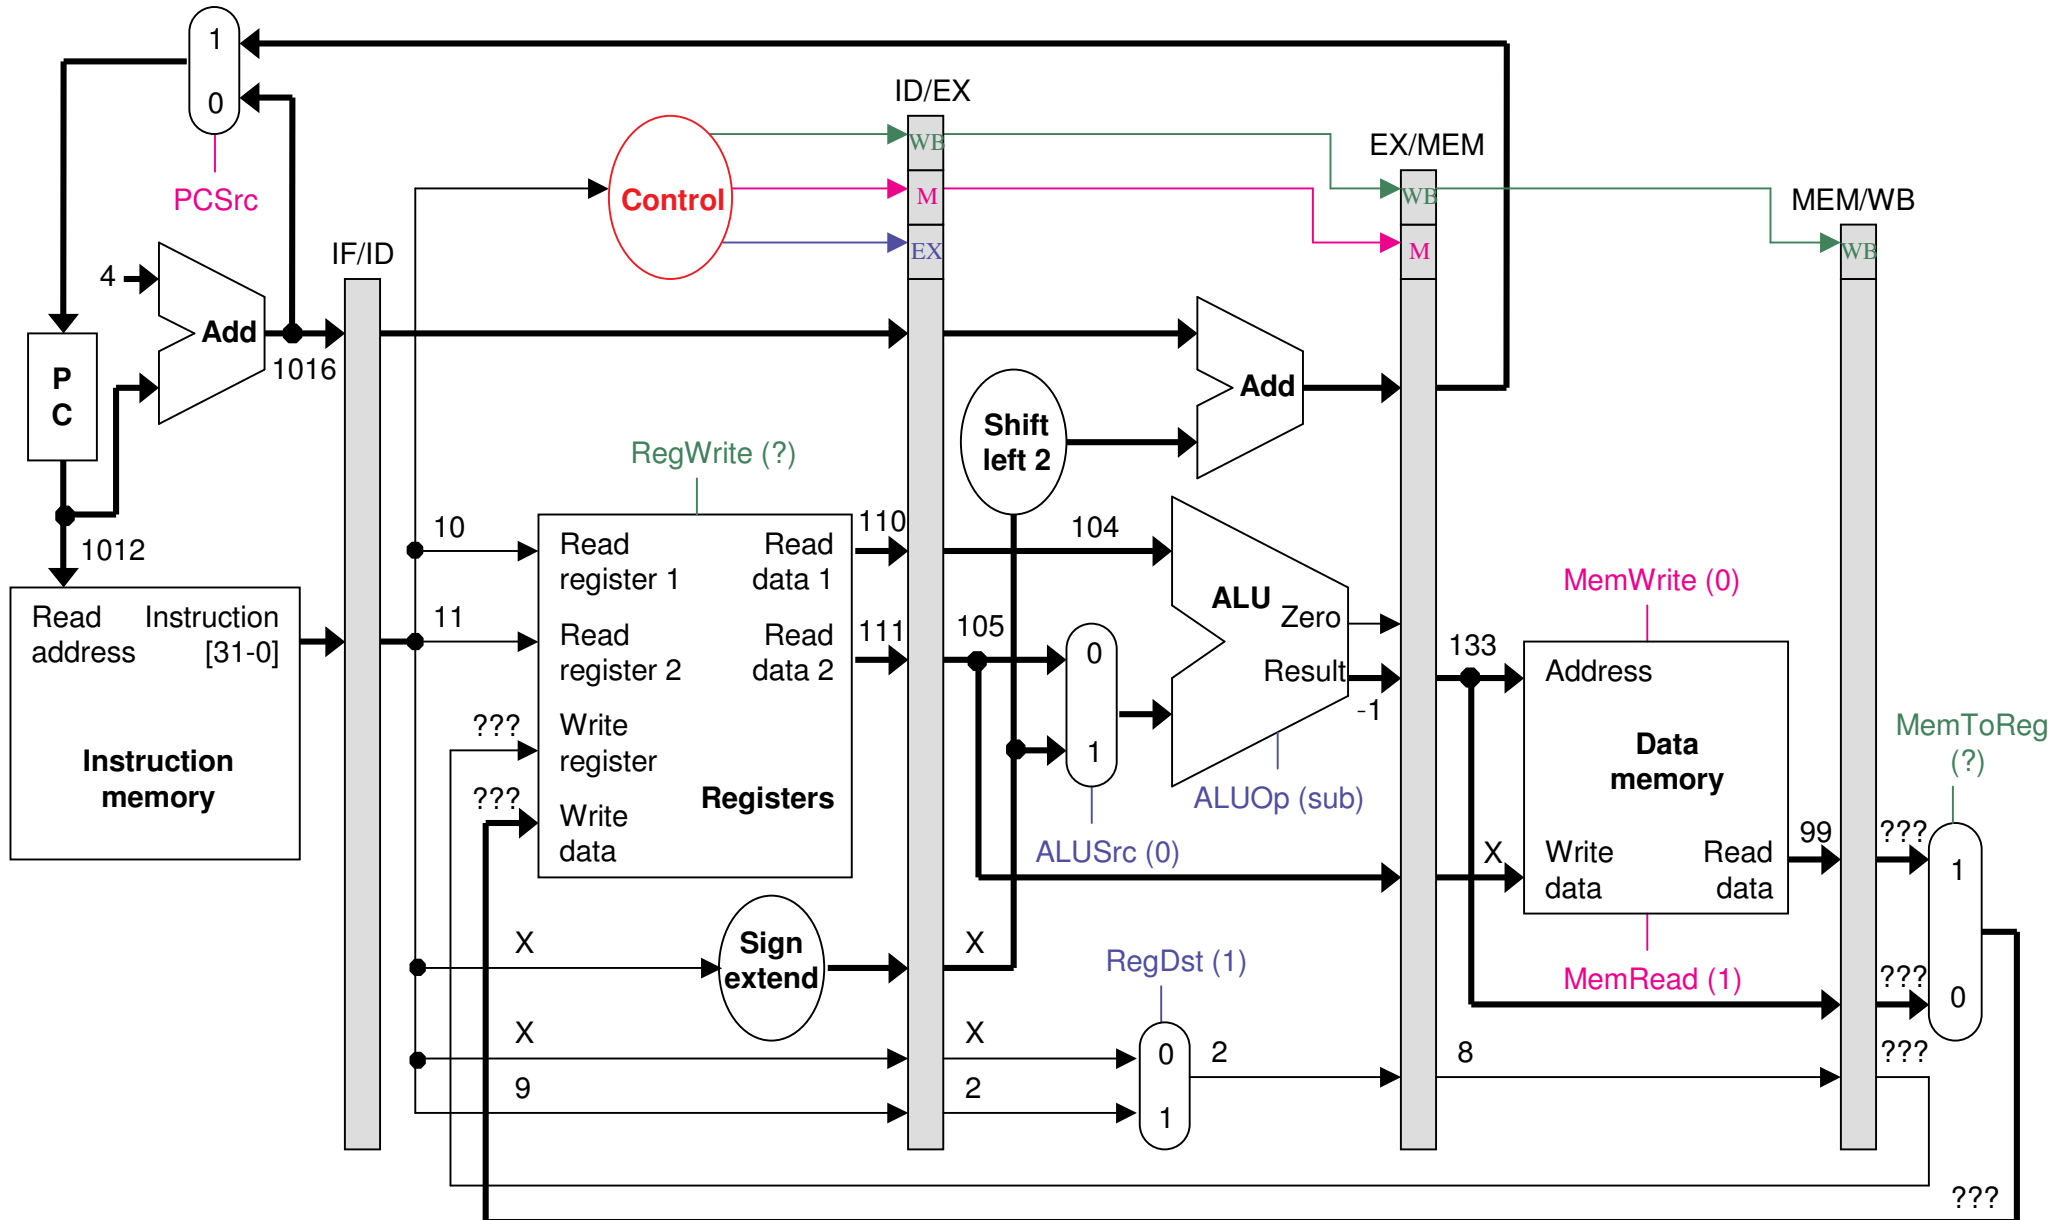 1
0
PCSrc
4
Add
1016
P
C
1012
Read
address
Instruction
[31-0]
Instruction
memory
IF/ID
Control
ID/EX
WB
M
EX
EX/MEM
WB
M
MEM/WB
WB
RegWrite (?)
10
11
???
???
Read
register 1
Read
data 1
Read
register 2
Read
data 2
Write
register
Write
data
Registers
110
111
Shift
left 2
Add
104
105
0
1
ALUSrc (0)
ALU
Zero
Result
-1
ALUOp (sub)
133
X
MemWrite (0)
Address
Data
memory
Write
data
Read
data
MemRead (1)
99
MemToReg
(?)
???
1
???
0
???
X
Sign
extend
X
X
X
9
2
RegDst (1)
0
1
2
8
???